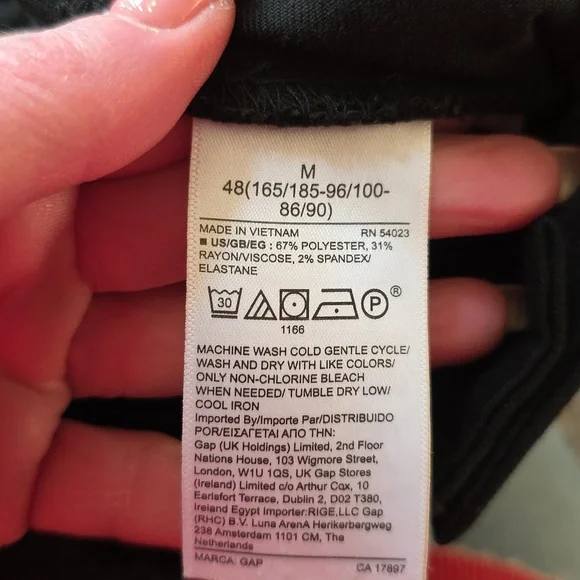 M
48(165/185-96/100-
86/90)
MADE IN VIETNAM RN 54023
■ US/GB/EG : 67% POLYESTER, 31%
RAYON/VISCOSE, 2% SPANDEX/
ELASTANE
30 P ®
1166
MACHINE WASH COLD GENTLE CYCLE/
WASH AND DRY WITH LIKE COLORS/
ONLY NON-CHLORINE BLEACH
WHEN NEEDED/ TUMBLE DRY LOW/
COOL IRON
Imported By/Importe Par/DISTRIBUIDO
POR/ΕΙΣΑΓΕΤΑΙ ΑΠΟ ΤΗΝ:
Gap (UK Holdings) Limited, 2nd Floor
Nations House, 103 Wigmore Street,
London, W1U 1QS, UK Gap Stores
(Ireland) Limited c/o Arthur Cox, 10
Earlsfort Terrace, Dublin 2, D02 T380,
Ireland Egypt Importer:RIGE,LLC Gap
(RHC) B.V. Luna ArenA Herikerbergweg
238 Amsterdam 1101 CM, The
Netherlands
MARCA: GAP CA 17897